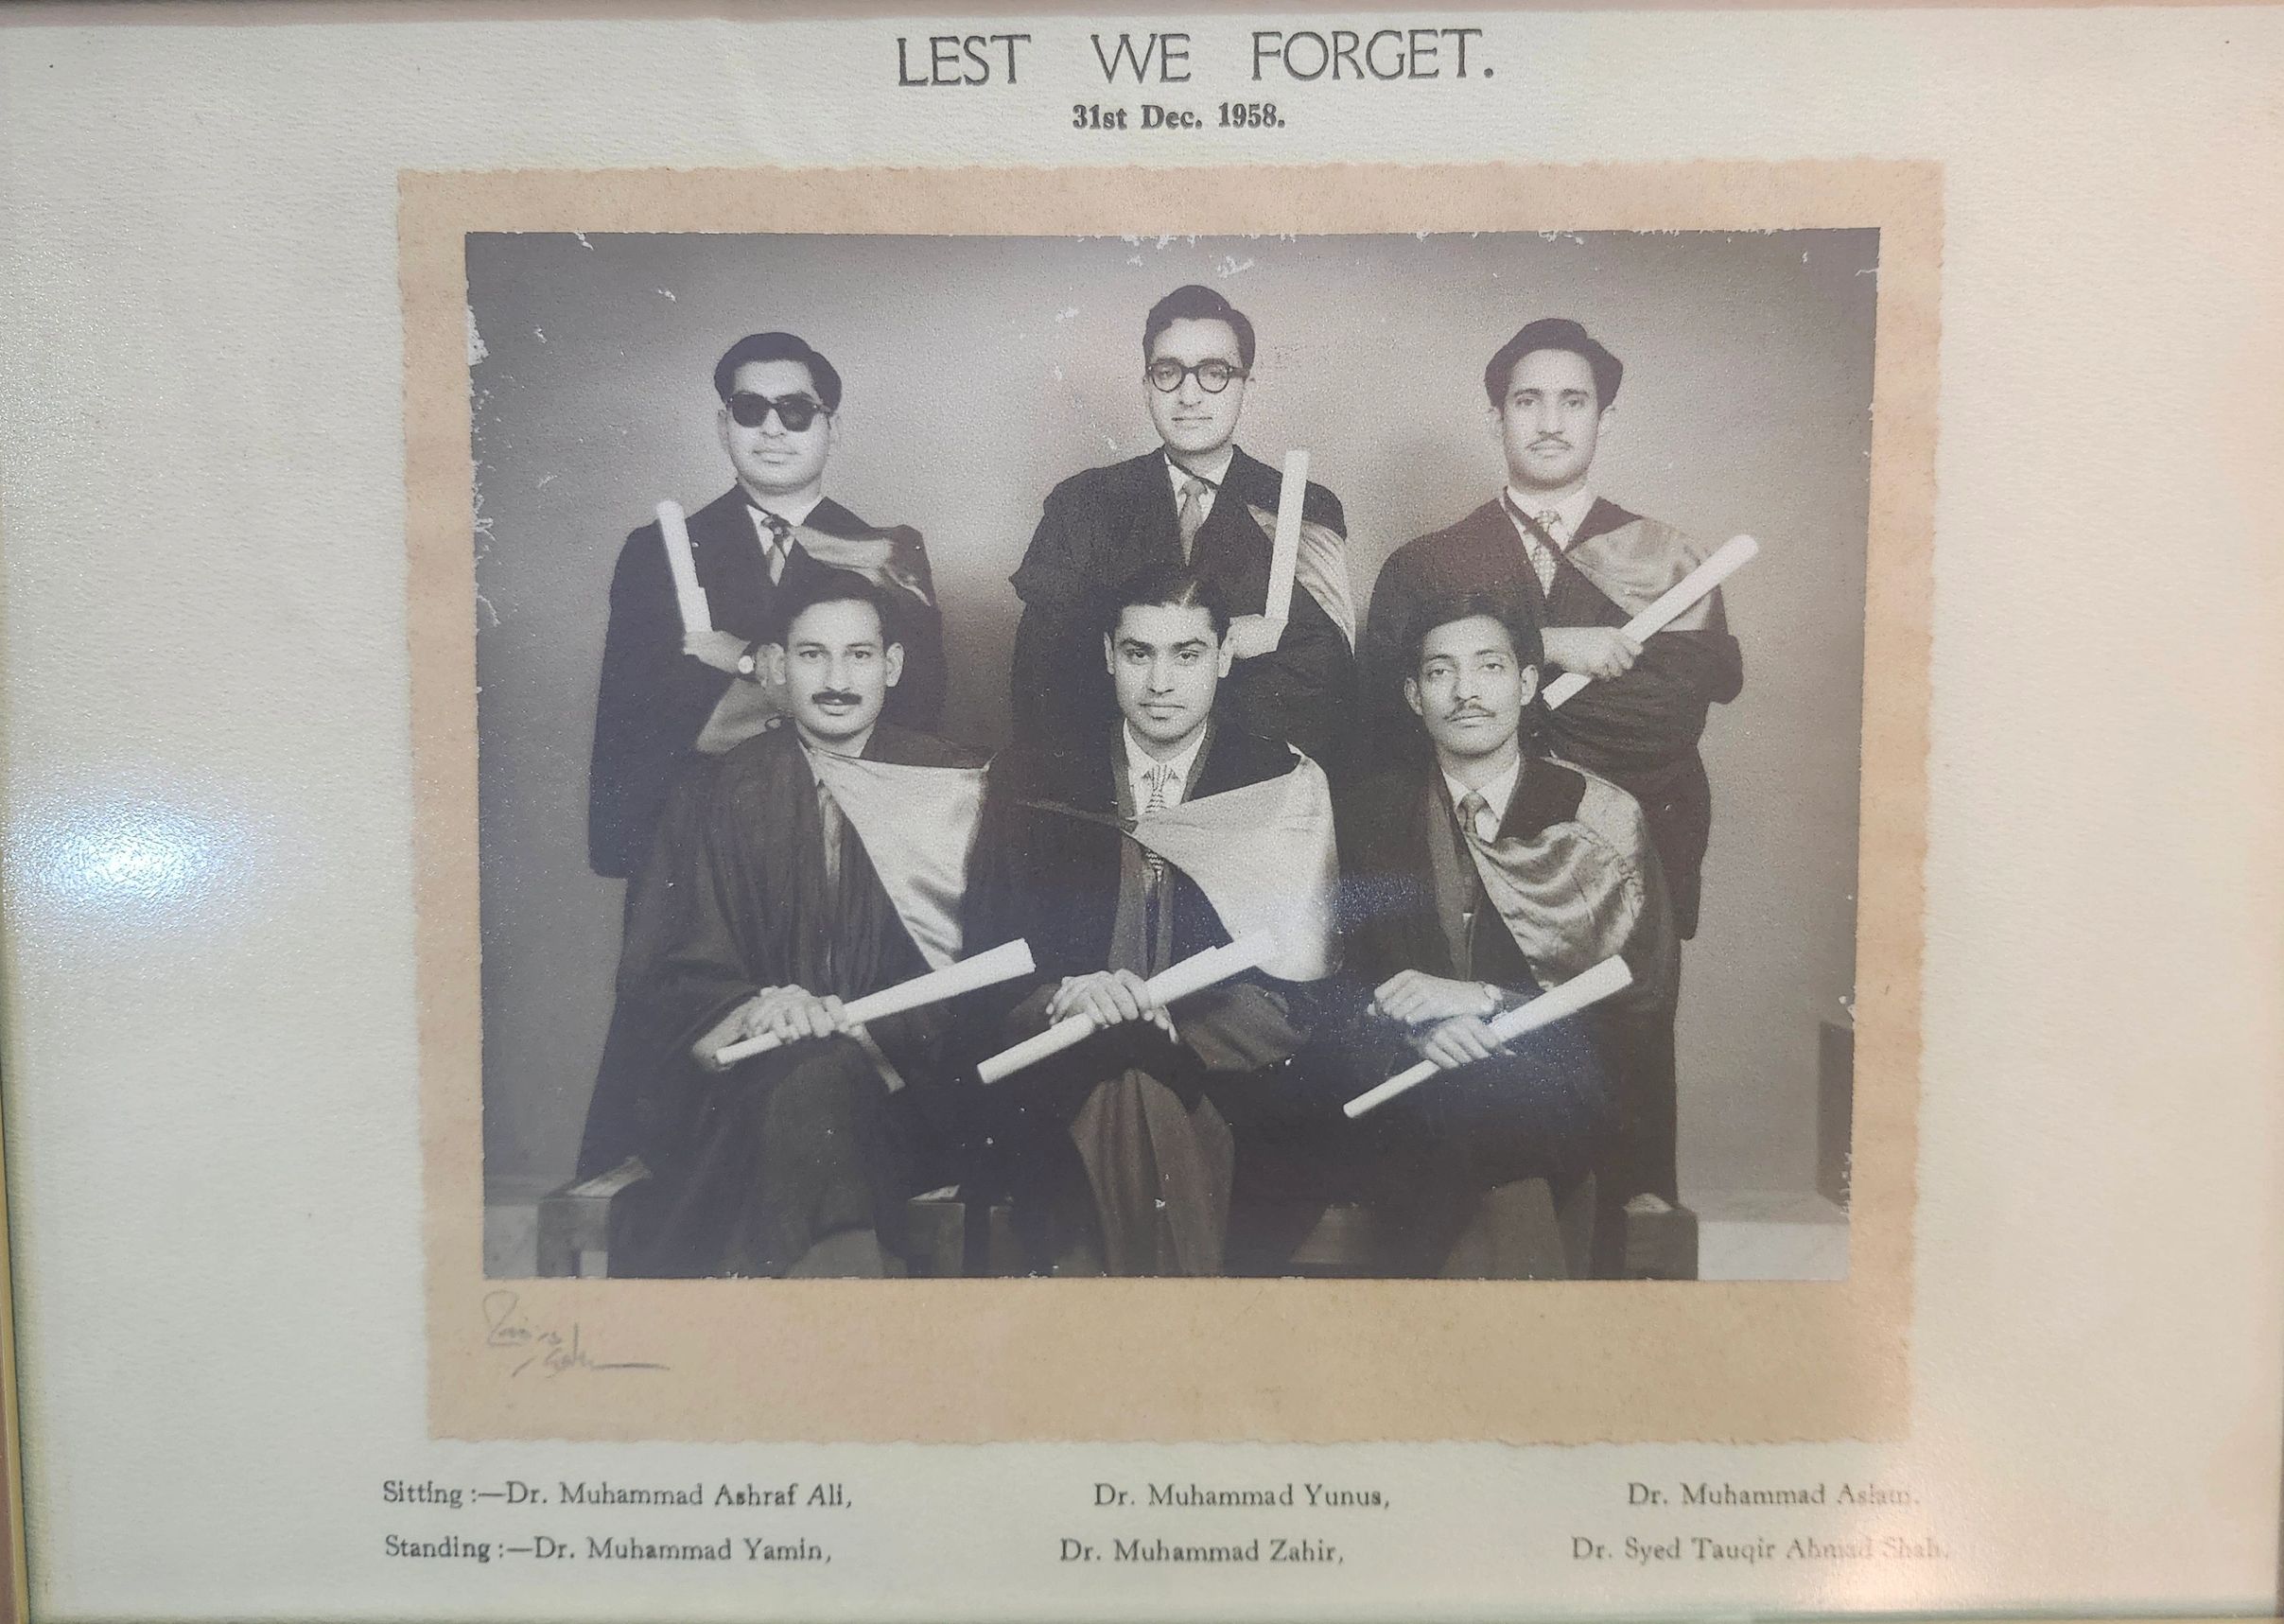 LEST WE FORGET.
31st Dec. 1958.
Sitting :—Dr. Muhammad Ashraf Ali, Dr. Muhammad Yunus, Dr. Muhammad Aslam.
Standing :—Dr. Muhammad Yamin, Dr. Muhammad Zahir, Dr. Syed Tauqir Ahmad Shah.